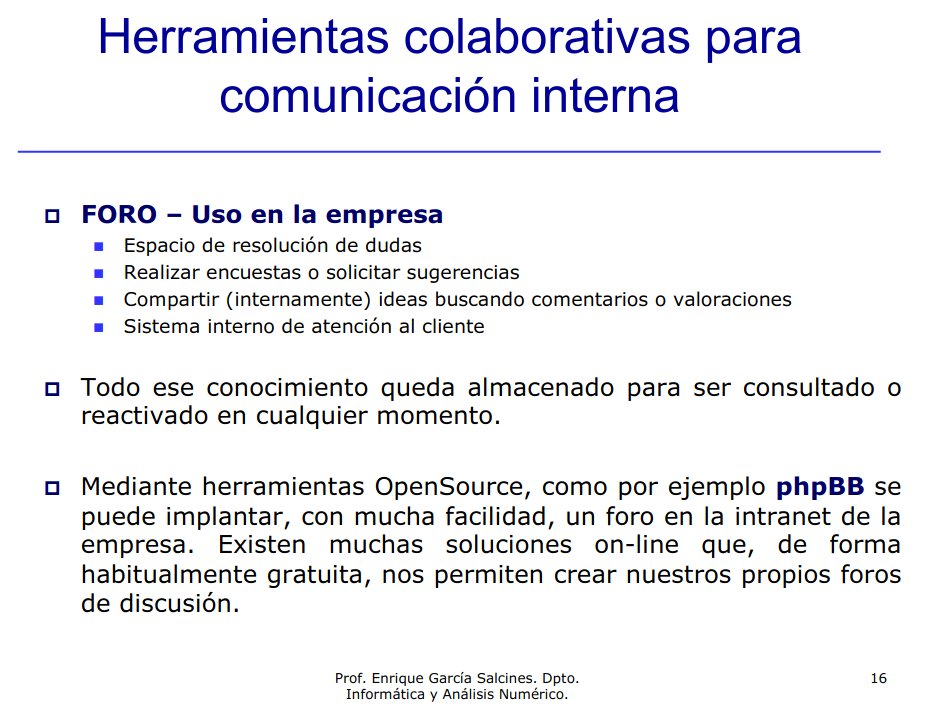 Herramientas colaborativas para
comunicación interna
FORO – Uso en la empresa
Espacio de resolución de dudas
Realizar encuestas o solicitar sugerencias
Compartir (internamente) ideas buscando comentarios o valoraciones
Sistema interno de atención al cliente
Todo ese conocimiento queda almacenado para ser consultado o
reactivado en cualquier momento.
Mediante herramientas OpenSource, como por ejemplo phpBB se
puede implantar, con mucha facilidad, un foro en la intranet de la
empresa. Existen muchas soluciones on-line que, de forma
habitualmente gratuita, nos permiten crear nuestros propios foros
de discusión.
Prof. Enrique García Salcines. Dpto.
Informática y Análisis Numérico.
16